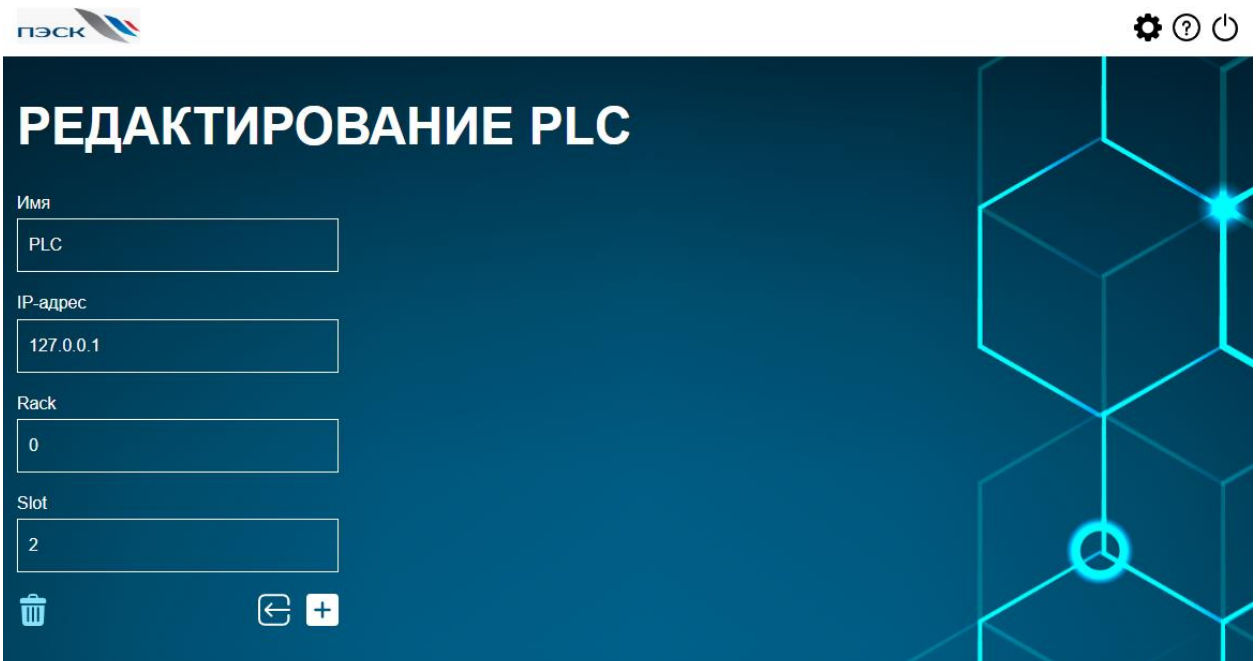 ПЭСК
РЕДАКТИРОВАНИЕ PLC
Имя
PLC
IP-адрес
127.0.0.1
Rack
0
Slot
2